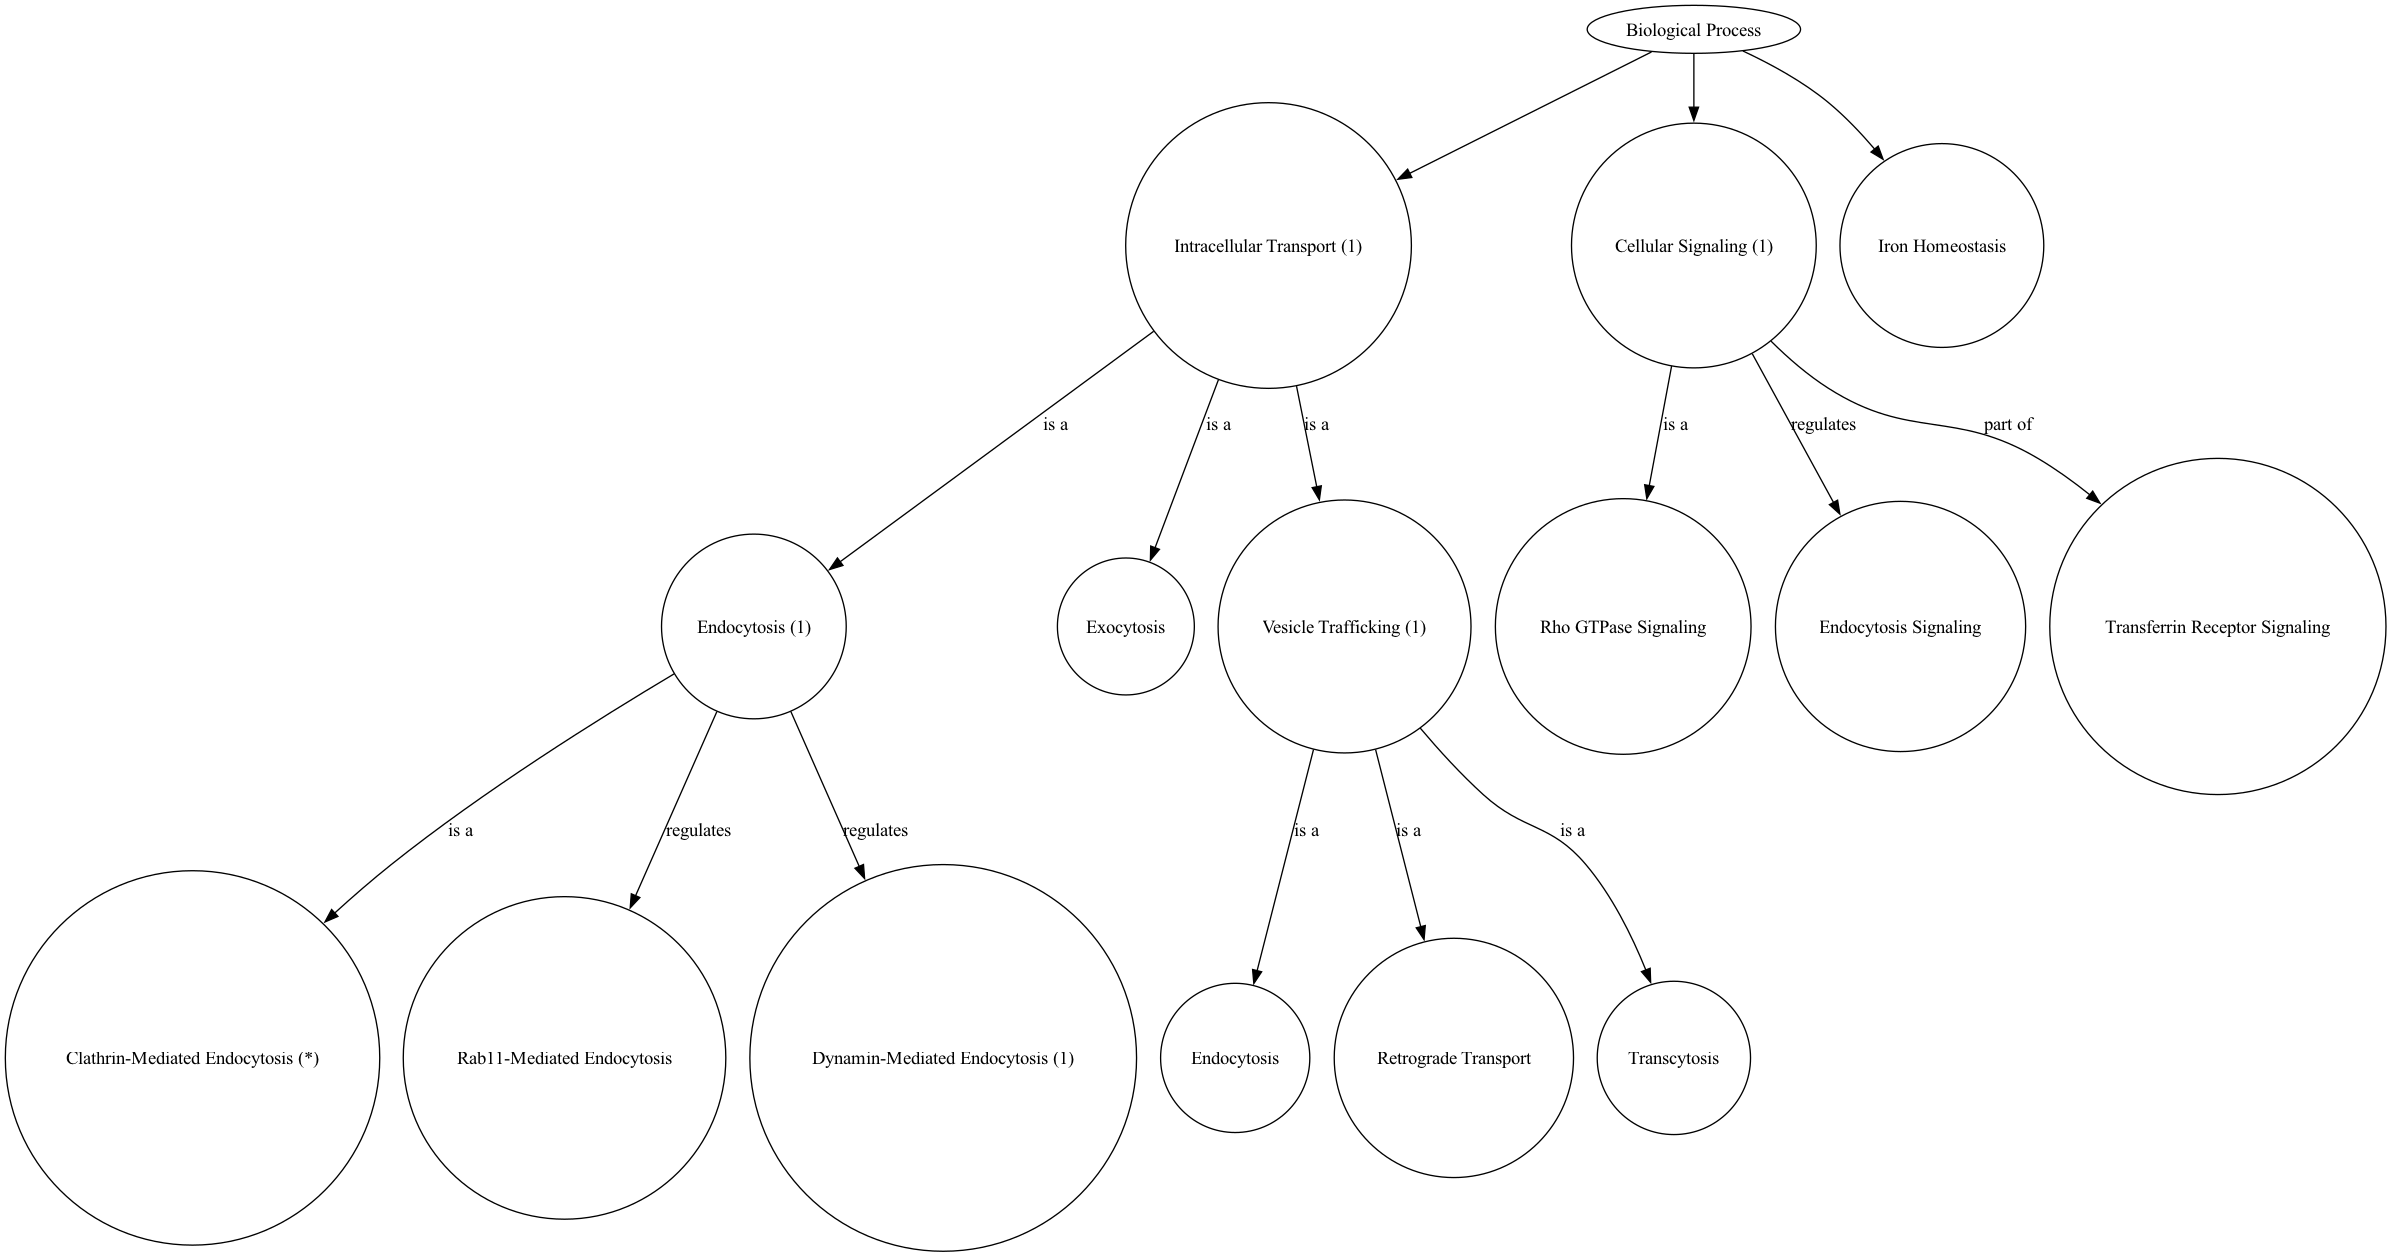 Biological Process
Intracellular Transport (1)
Cellular Signaling (1)
Iron Homeostasis
is a
is a
is a
is a
regulates
part of
Endocytosis (1)
Exocytosis
Vesicle Trafficking (1)
Rho GTPase Signaling
Endocytosis Signaling
Transferrin Receptor Signaling
is a
regulates
regulates
is a
is a
is a
Clathrin-Mediated Endocytosis (*)
Rab11-Mediated Endocytosis
Dynamin-Mediated Endocytosis (1)
Endocytosis
Retrograde Transport
Transcytosis